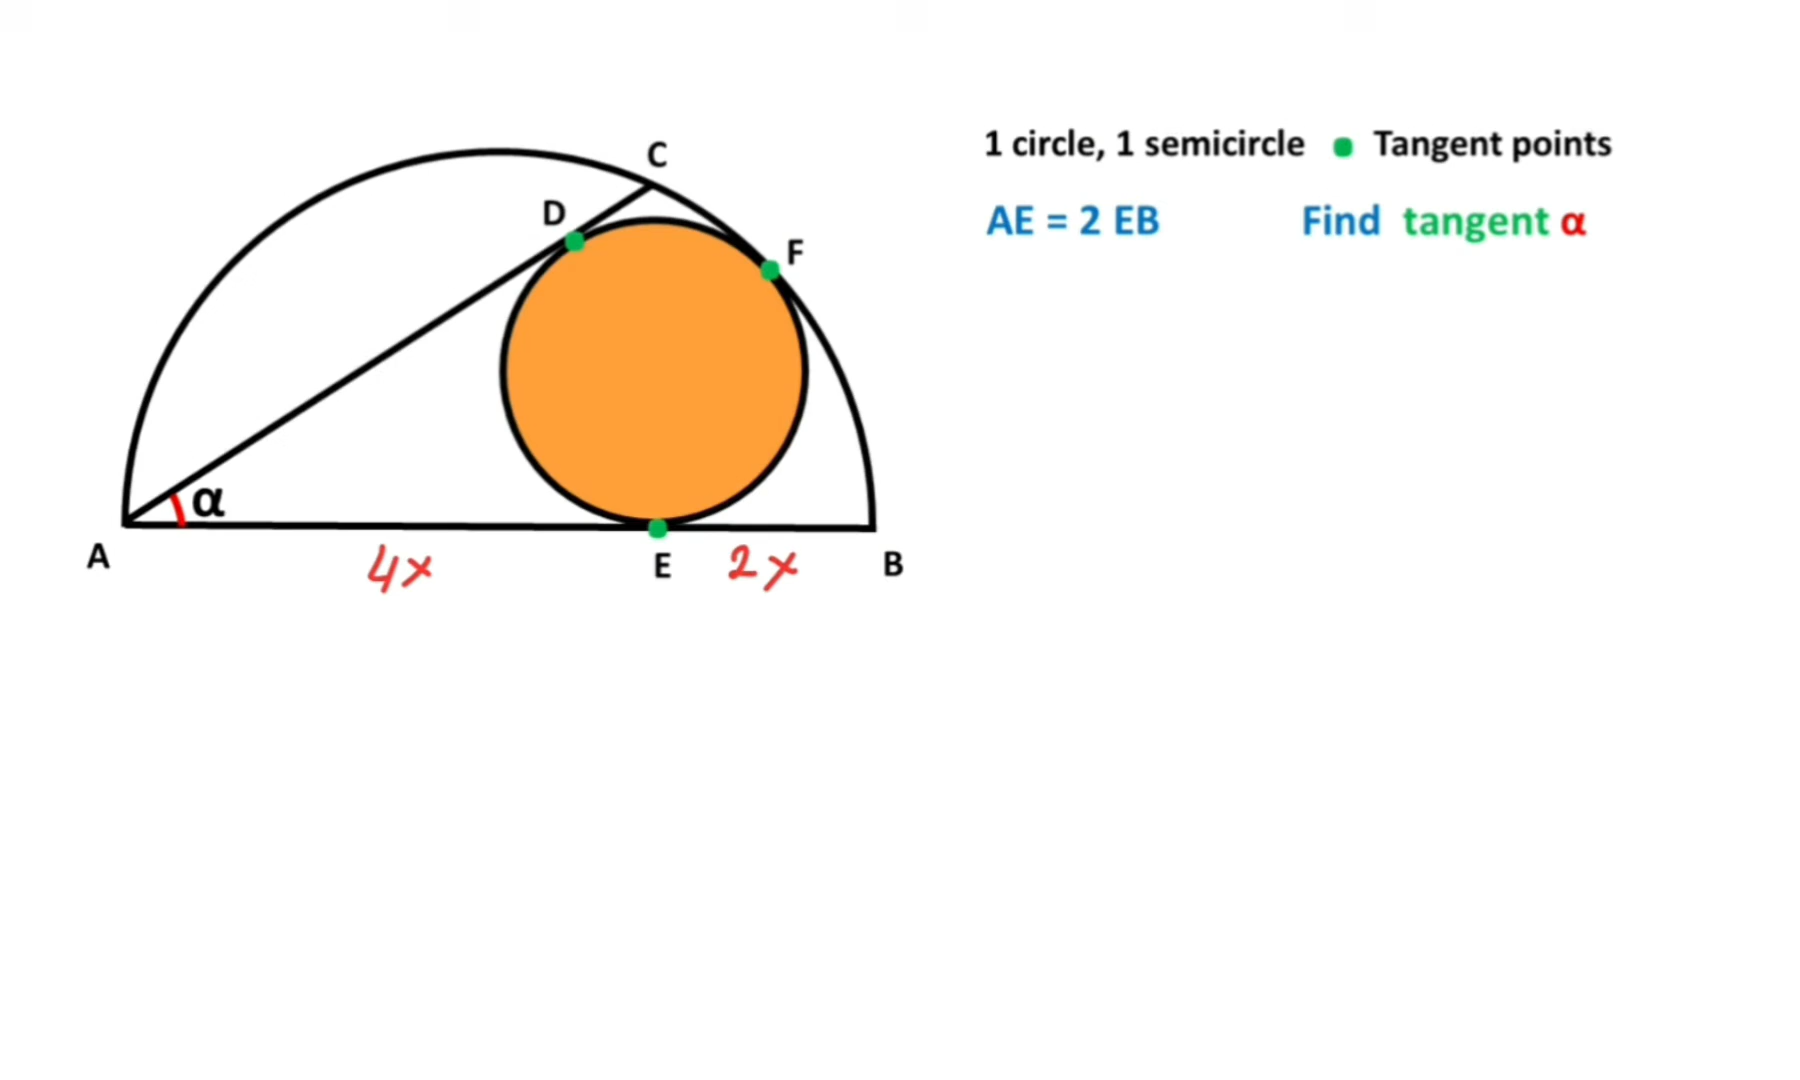 1 circle, 1 semicircle Tangent points
AE = 2 EB Find tangent α
C
D
F
α
A
4x
E
2x
B